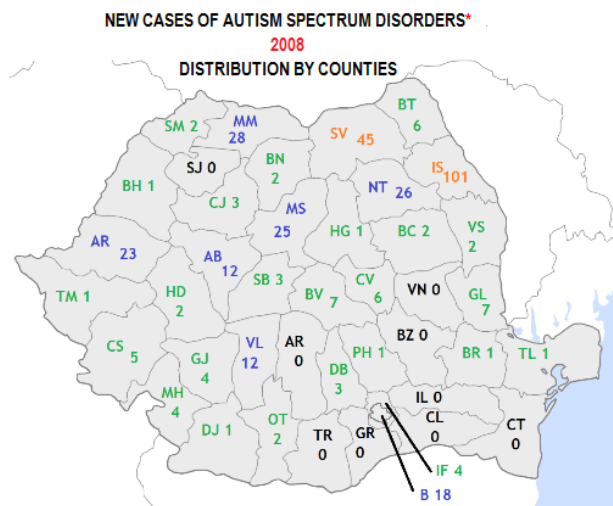 NEW CASES OF AUTISM SPECTRUM DISORDERS*
2008
DISTRIBUTION BY COUNTIES
BT
6
SM 2
MM
28
SV 45
IS
101
SJ 0
BN
2
BH 1
CJ 3
NT 26
MS
25
HG 1
BC 2
VS
2
AR
23
AB
12
SB 3
BV 7
CV
6
VN 0
GL
7
TM 1
HD
2
CS
5
GJ
4
VL
12
AR
0
DB
3
PH 1
BZ 0
BR 1
TL 1
MH
4
DJ 1
OT
2
TR
0
GR
0
IL 0
CL
0
CT
0
IF 4
B 18